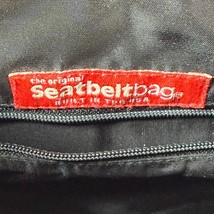 the original
seatbeltbag
BUILT IN THE USA